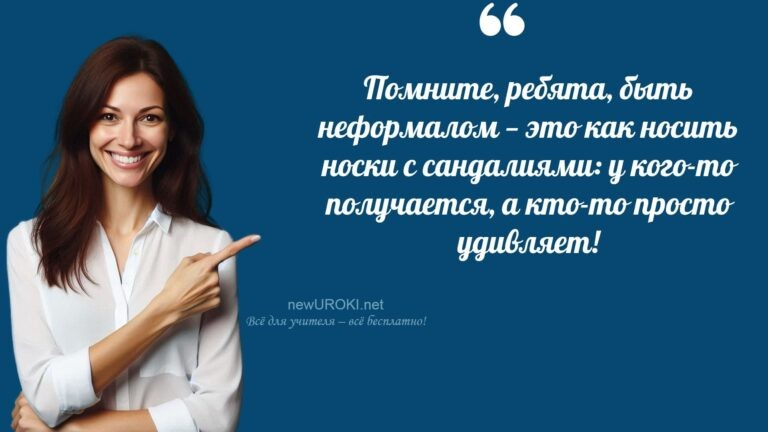 Помните, ребята, быть
неформалом – это как носить
носки с сандалиями: у кого-то
получается, а кто-то просто
удивляет!
newUROKI.net
Всё для учителя – всё бесплатно!